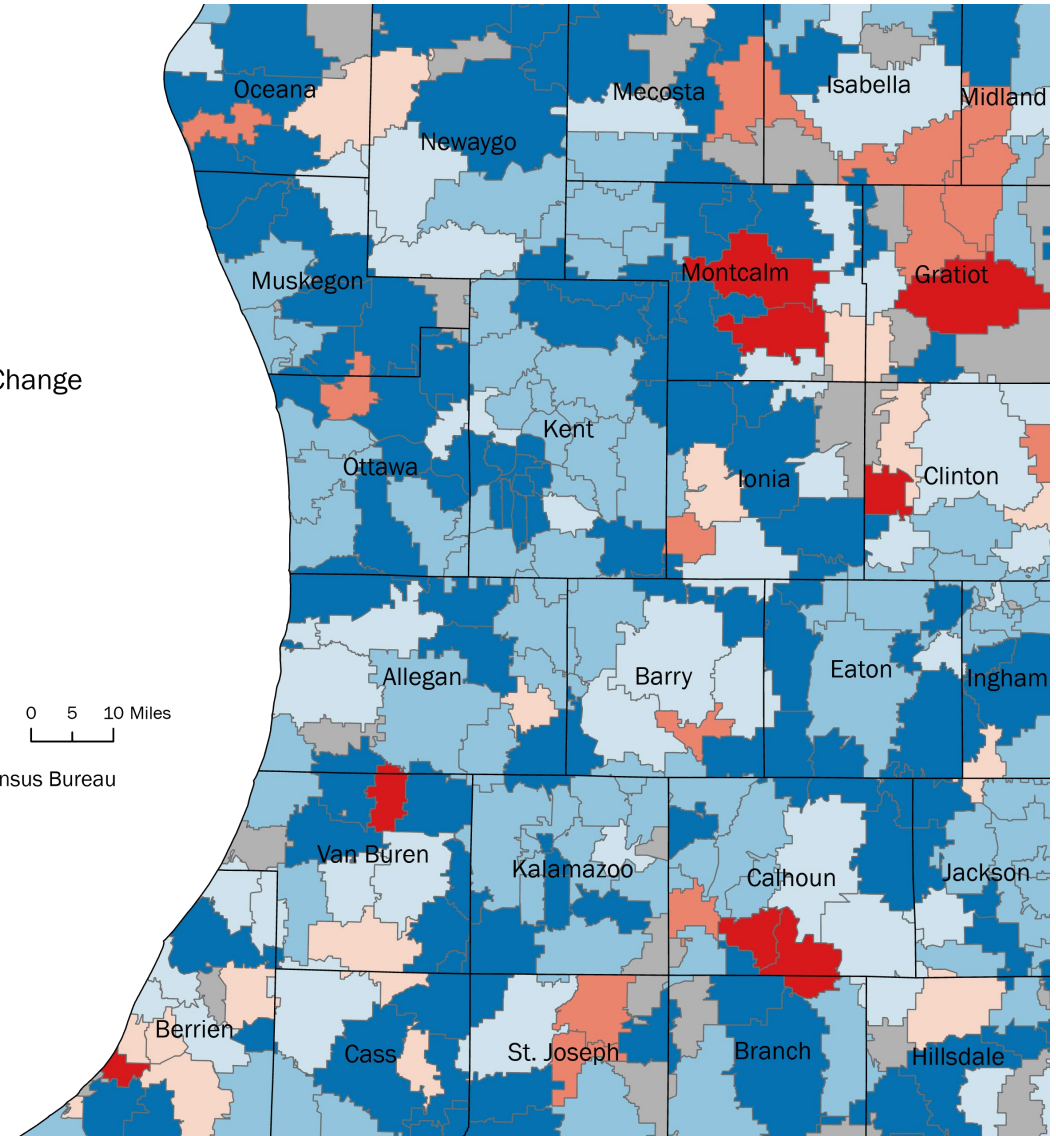 Oceana
Mecosta
Isabella
Midland
Newaygo
Muskegon
Montcalm
Gratiot
Change
Kent
Ottawa
Ionia
Clinton
Allegan
Barry
Eaton
Ingham
0 5 10 Miles
nsus Bureau
Van Buren
Kalamazoo
Calhoun
Jackson
Berrien
Cass
St. Joseph
Branch
Hillsdale